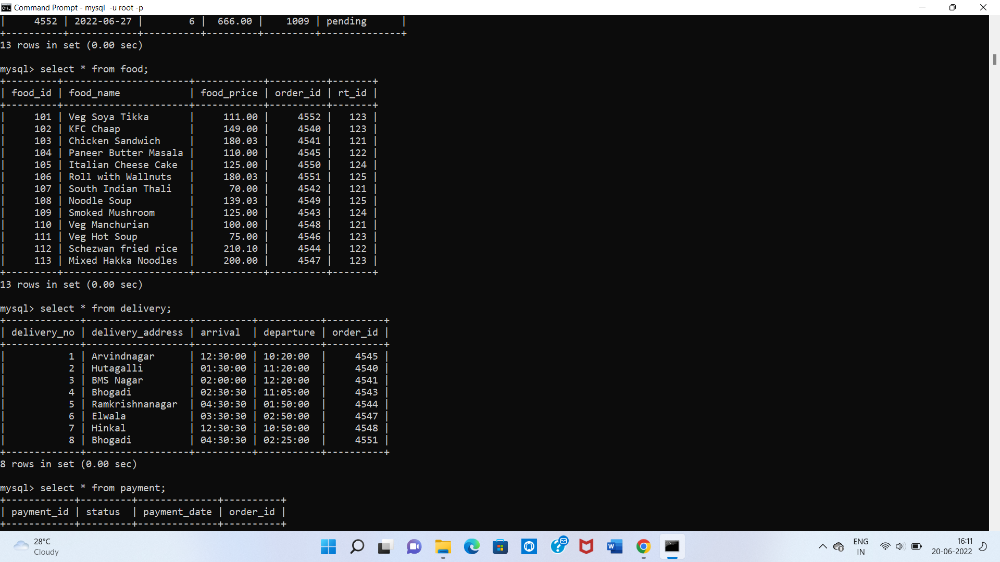 Command Prompt - mysql  -u root -p
|     4552 | 2022-06-27 |        6 |  666.00 |    1009 | pending      |
+----------+------------+----------+---------+---------+--------------+
13 rows in set (0.00 sec)
mysql> select * from food;
+---------+----------------------+------------+----------+-------+
| food_id | food_name            | food_price | order_id | rt_id |
+---------+----------------------+------------+----------+-------+
|     101 | Veg Soya Tikka       |     111.00 |     4552 |   123 |
|     102 | KFC Chaap            |     149.00 |     4540 |   123 |
|     103 | Chicken Sandwich     |     180.03 |     4541 |   121 |
|     104 | Paneer Butter Masala |     110.00 |     4545 |   122 |
|     105 | Italian Cheese Cake  |     125.00 |     4550 |   124 |
|     106 | Roll with Wallnuts   |     180.03 |     4551 |   125 |
|     107 | South Indian Thali   |      70.00 |     4542 |   121 |
|     108 | Noodle Soup          |     139.03 |     4549 |   125 |
|     109 | Smoked Mushroom      |     125.00 |     4543 |   124 |
|     110 | Veg Manchurian       |     100.00 |     4548 |   121 |
|     111 | Veg Hot Soup         |      75.00 |     4546 |   123 |
|     112 | Schezwan fried rice  |     210.10 |     4544 |   122 |
|     113 | Mixed Hakka Noodles  |     200.00 |     4547 |   123 |
+---------+----------------------+------------+----------+-------+
13 rows in set (0.00 sec)
mysql> select * from delivery;
+-------------+------------------+----------+-----------+----------+
| delivery_no | delivery_address | arrival  | departure | order_id |
+-------------+------------------+----------+-----------+----------+
|           1 | Arvindnagar      | 12:30:00 | 10:20:00  |     4545 |
|           2 | Hutagalli        | 01:30:00 | 11:20:00  |     4540 |
|           3 | BMS Nagar        | 02:00:00 | 12:20:00  |     4541 |
|           4 | Bhogadi          | 02:30:30 | 11:05:00  |     4543 |
|           5 | Ramkrishnanagar  | 04:30:30 | 01:50:00  |     4544 |
|           6 | Elwala           | 03:30:30 | 02:50:00  |     4547 |
|           7 | Hinkal           | 12:30:30 | 10:50:00  |     4548 |
|           8 | Bhogadi          | 04:30:30 | 02:25:00  |     4551 |
+-------------+------------------+----------+-----------+----------+
8 rows in set (0.00 sec)
mysql> select * from payment;
+------------+---------+--------------+----------+
| payment_id | status  | payment_date | order_id |
+------------+---------+--------------+----------+
28°C
Cloudy
ENG
IN
16:11
20-06-2022